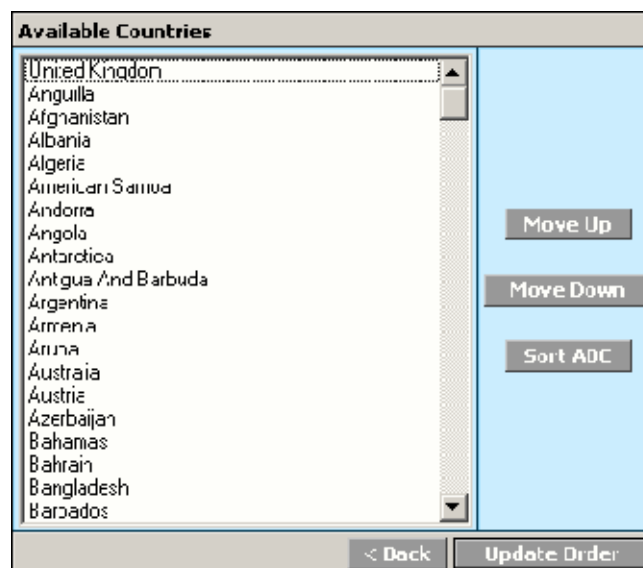 Available Countries
United Kingdom
Anguilla
Afghanistan
Albania
Algeria
American Samoa
Andorra
Angola
Antarctica
Antigua And Barbuda
Argentina
Armenia
Aruba
Australia
Austria
Azerbaijan
Bahamas
Bahrain
Bangladesh
Barbados
Move Up
Move Down
Sort ABC
< Back
Update Order